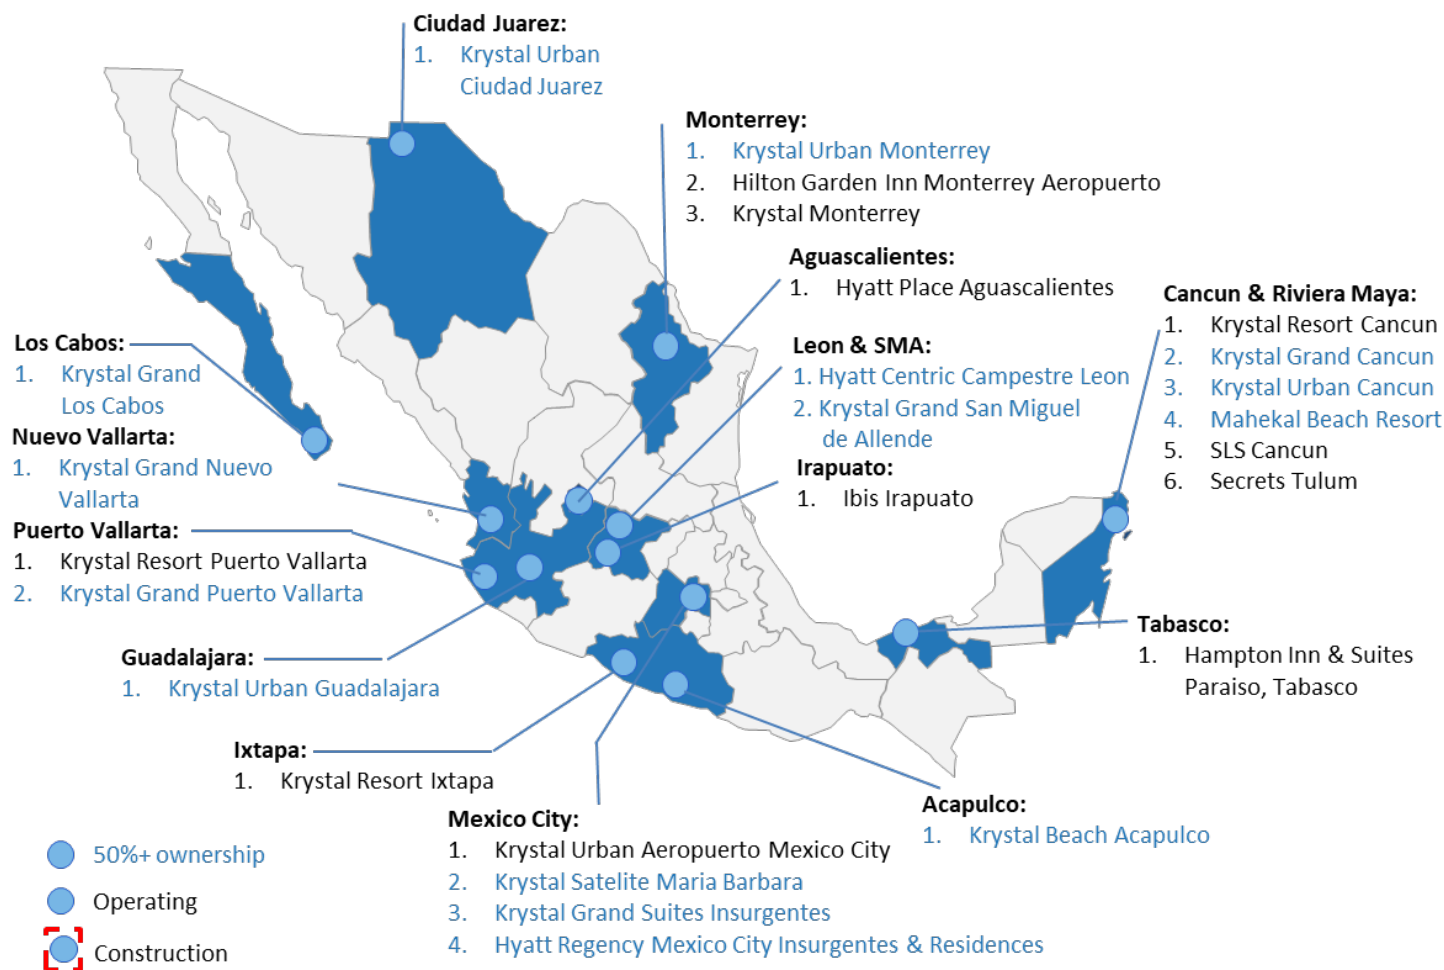 Ciudad Juarez:
1. Krystal Urban
Ciudad Juarez
Monterrey:
1. Krystal Urban Monterrey
2. Hilton Garden Inn Monterrey Aeropuerto
3. Krystal Monterrey
Aguascalientes:
1. Hyatt Place Aguascalientes
Cancun & Riviera Maya:
1. Krystal Resort Cancun
2. Krystal Grand Cancun
3. Krystal Urban Cancun
4. Mahekal Beach Resort
5. SLS Cancun
6. Secrets Tulum
Leon & SMA:
1. Hyatt Centric Campestre Leon
2. Krystal Grand San Miguel
de Allende
Irapuato:
1. Ibis Irapuato
Los Cabos:
1. Krystal Grand
Los Cabos
Nuevo Vallarta:
1. Krystal Grand Nuevo
Vallarta
Puerto Vallarta:
1. Krystal Resort Puerto Vallarta
2. Krystal Grand Puerto Vallarta
Guadalajara:
1. Krystal Urban Guadalajara
Tabasco:
1. Hampton Inn & Suites
Paraiso, Tabasco
Ixtapa:
1. Krystal Resort Ixtapa
Acapulco:
1. Krystal Beach Acapulco
Mexico City:
1. Krystal Urban Aeropuerto Mexico City
2. Krystal Satelite Maria Barbara
3. Krystal Grand Suites Insurgentes
4. Hyatt Regency Mexico City Insurgentes & Residences
50%+ ownership
Operating
Construction